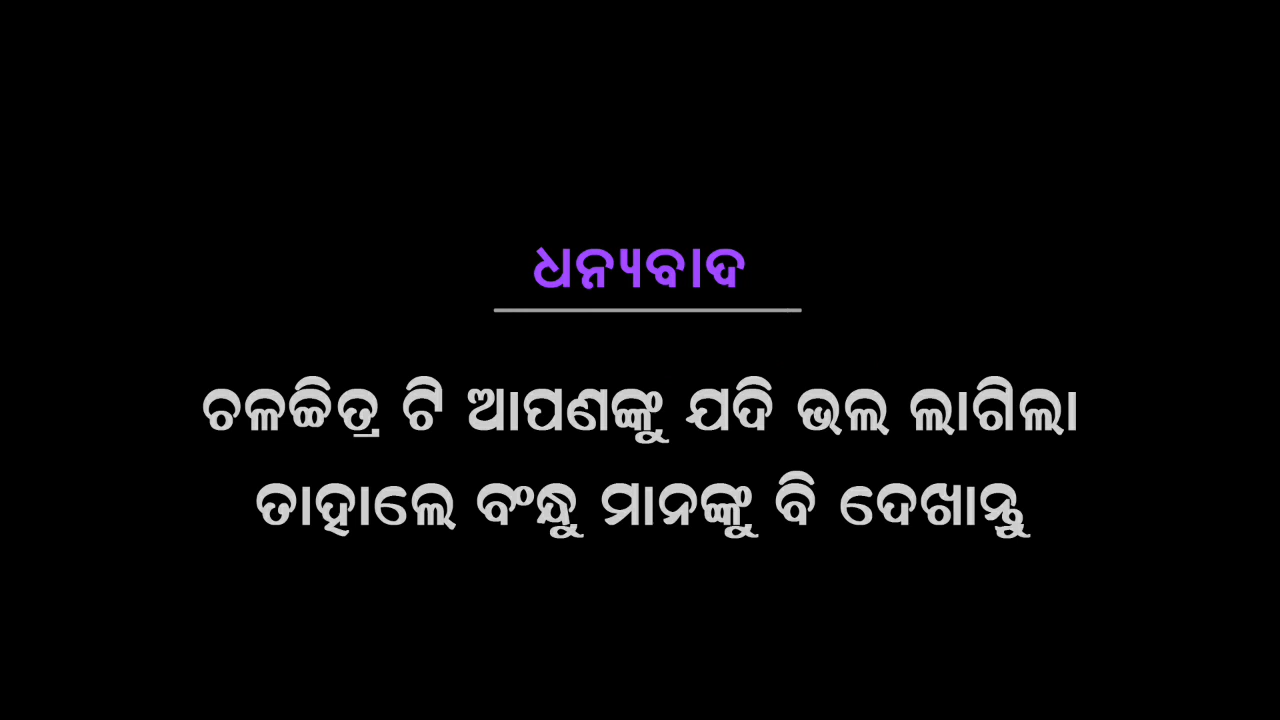 ଧନ୍ୟବାଦ
ଚଳଚ୍ଚିତ୍ର ଟି ଆପଣଙ୍କୁ ଯଦି ଭଲ ଲାଗିଲା
ତାହାଲେ ବଂନ୍ଧୁ ମାନଙ୍କୁ ବି ଦେଖାନ୍ତୁ